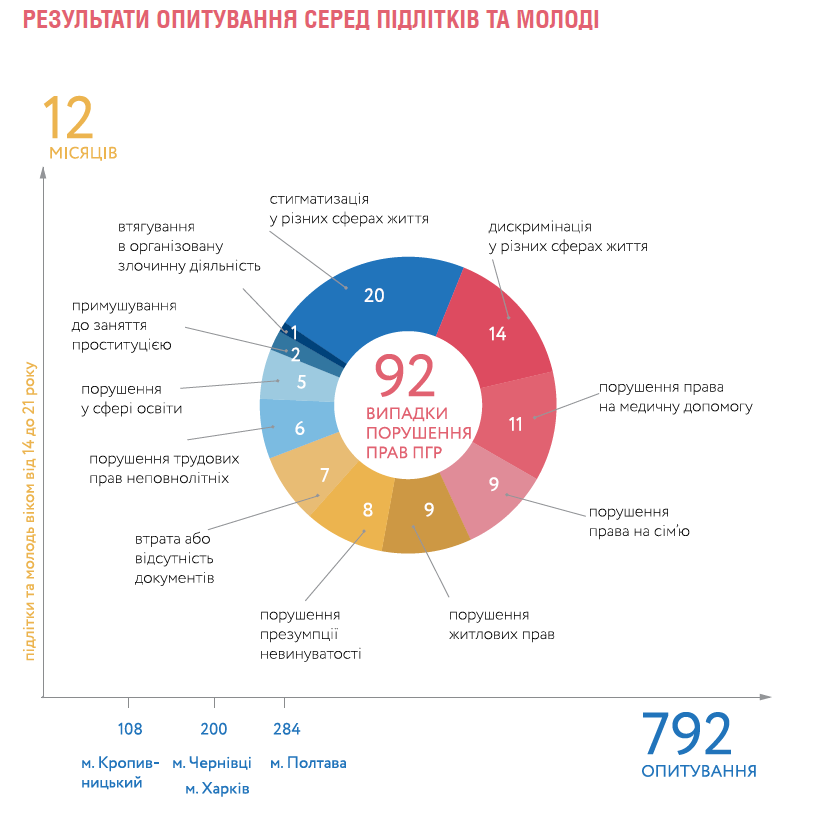 РЕЗУЛЬТАТИ ОПИТУВАННЯ СЕРЕД ПІДЛІТКІВ ТА МОЛОДІ
12
МІСЯЦІВ
стигматизація
у різних сферах життя
20
дискримінація
у різних сферах життя
14
порушення права
на медичну допомогу
11
порушення
права на сім'ю
9
порушення
житлових прав
9
порушення
презумпції
невинуватості
8
втрата або
відсутність
документів
7
порушення трудових
прав неповнолітніх
6
порушення
у сфері освіти
5
примушування
до заняття
проституцією
2
втягування
в організовану
злочинну діяльність
1
92
ВИПАДКИ
ПОРУШЕННЯ
ПРАВ ПГР
підлітки та молодь віком від 14 до 21 року
108
м. Кропив-
ницький
200
м. Чернівці
м. Харків
284
м. Полтава
792
ОПИТУВАННЯ